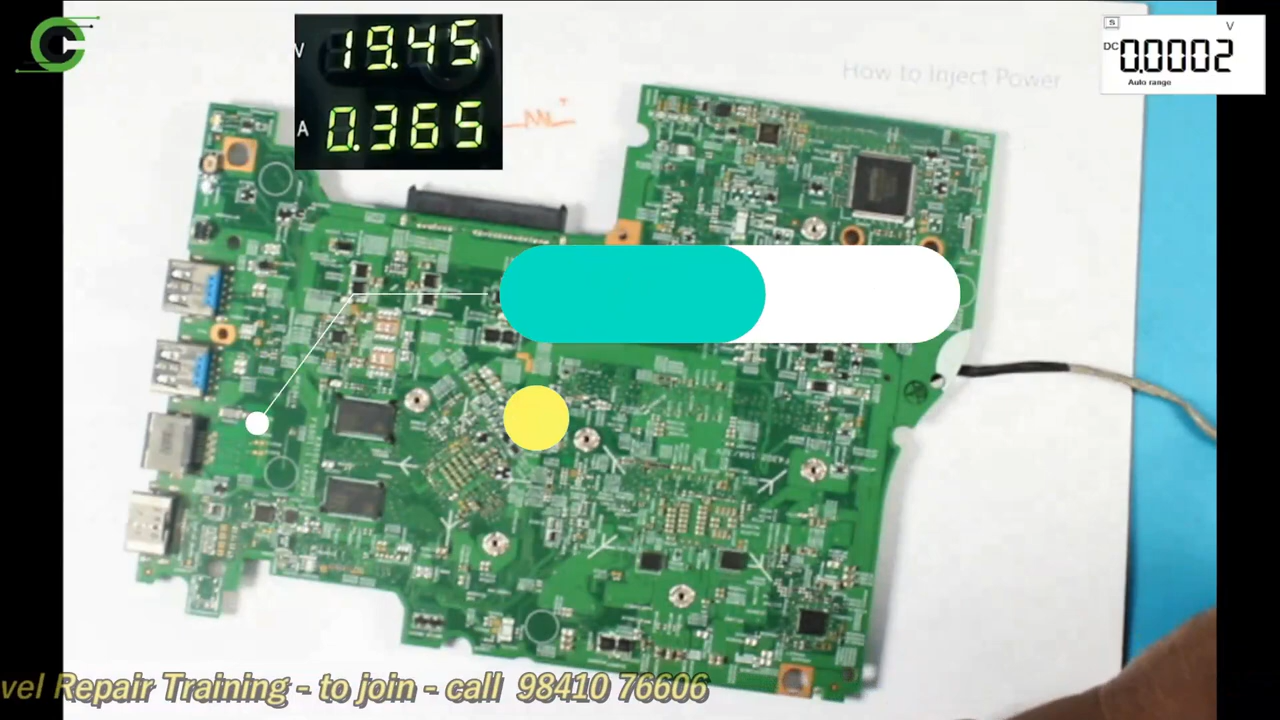 V 19.45
A 0.365
How to Inject Power
S V
DC 0.0002
Auto range
vel Repair Training - to join - call 98411 76606